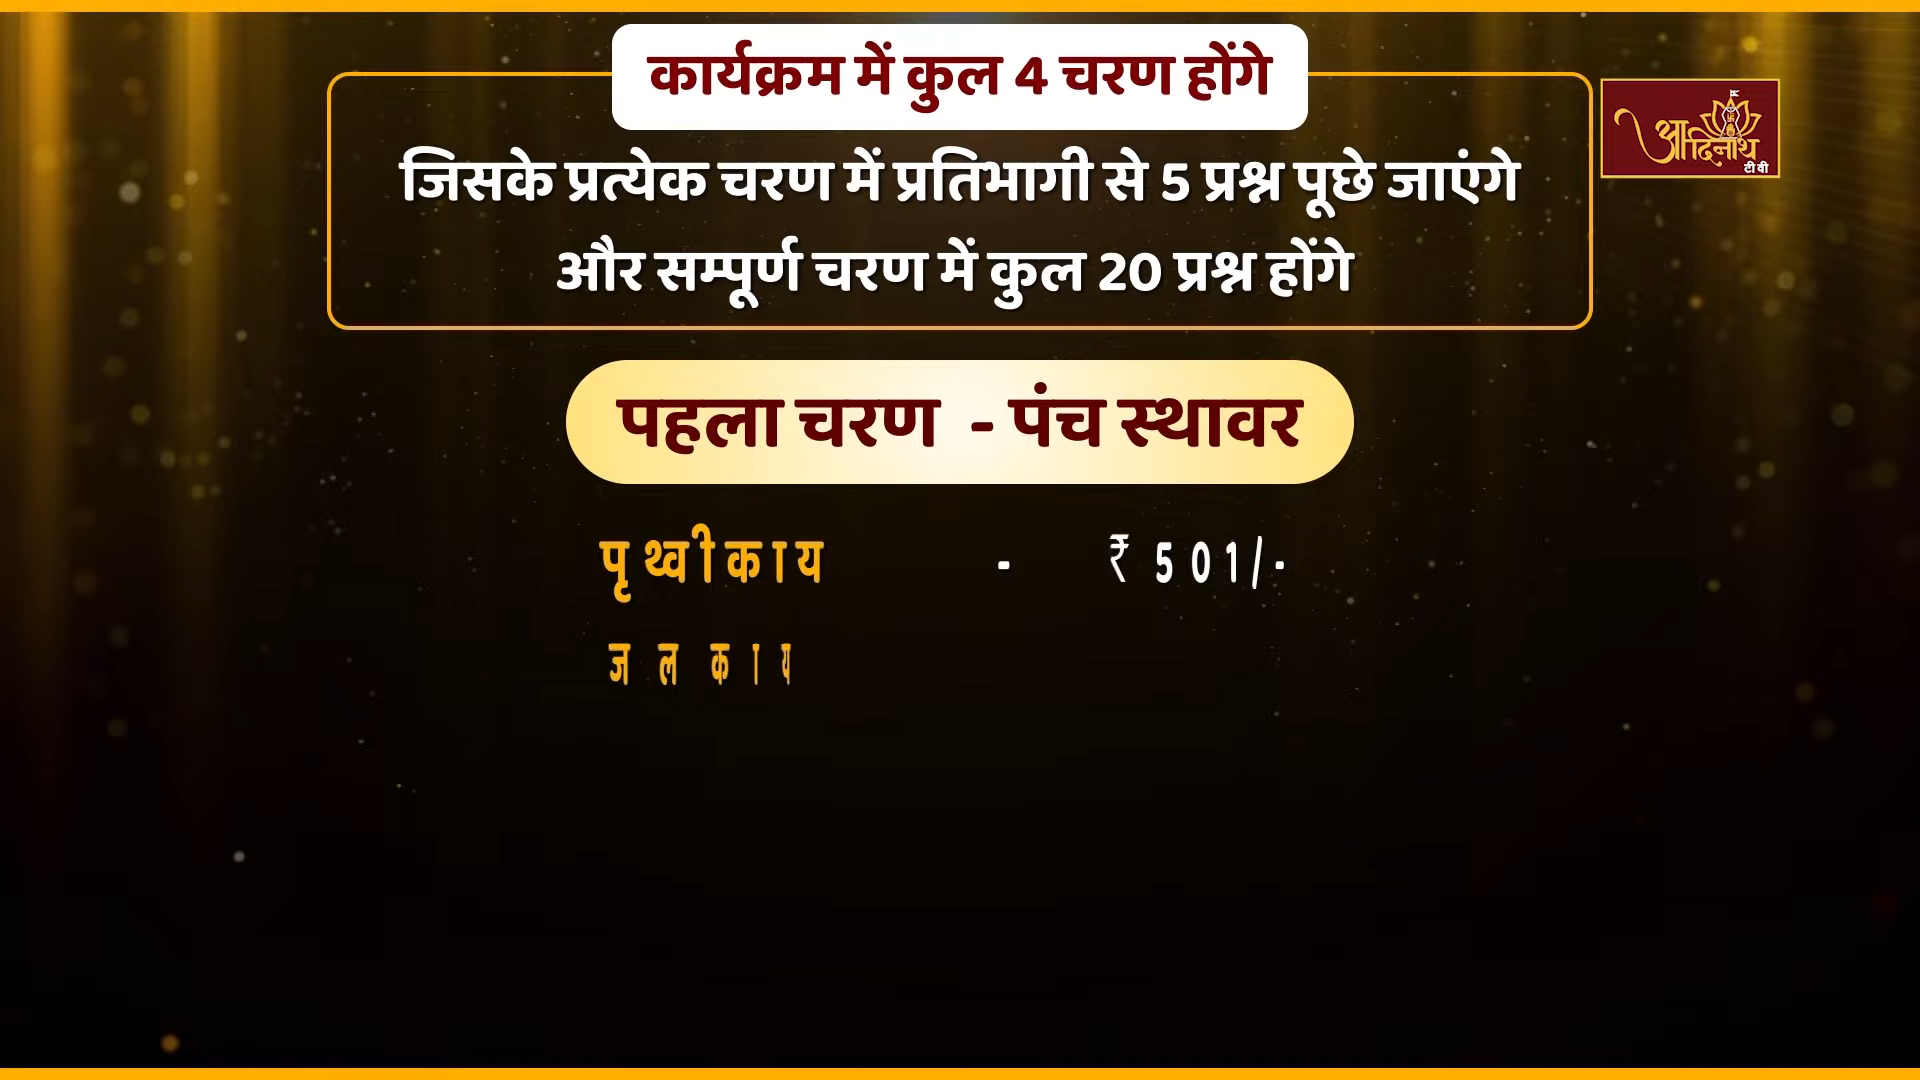 कार्यक्रम में कुल 4 चरण होंगे
जिसके प्रत्येक चरण में प्रतिभागी से 5 प्रश्न पूछे जाएंगे
और सम्पूर्ण चरण में कुल 20 प्रश्न होंगे
आदिनाथ
टीवी
पहला चरण - पंच स्थावर
पृथ्वीकाय - ₹ 501/-
जलकाय